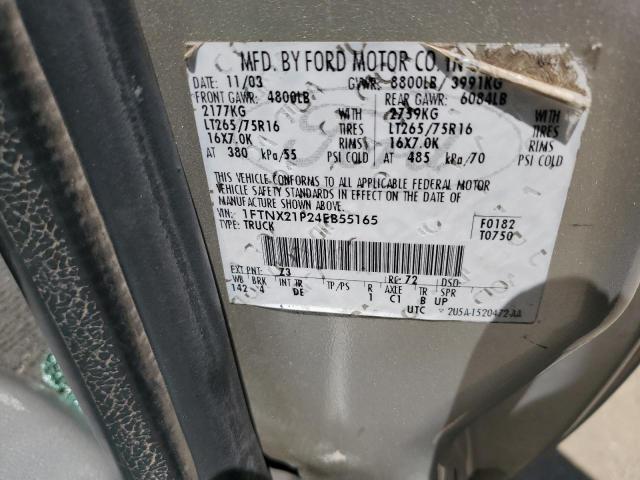 MFD. BY FORD MOTOR CO. IN
DATE: 11/03 GVWR: 8800LB/ 3991KG
FRONT GAWR: 4800LB REAR GAWR: 6084LB
2177KG WITH 2759KG WITH
LT265/75R16 TIRES LT265/75R16 TIRES
16X7.0K RIMS 16X7.0K RIMS
AT 380 kPa/55 PSI COLD AT 485 kPa/70 PSI COLD
THIS VEHICLE CONFORMS TO ALL APPLICABLE FEDERAL MOTOR
VEHICLE SAFETY STANDARDS IN EFFECT ON THE DATE OF
MANUFACTURE SHOWN ABOVE.
VIN: 1FTNX21P24EB55165 F0182
TYPE: TRUCK T0750
EXT PNT: Z3 RC: 72 DSO:
WB BRK INT TR TP/PS R AXLE TR SPR
142 4 DE 1 C1 B UP
UTC 2U5A-1520472-AA